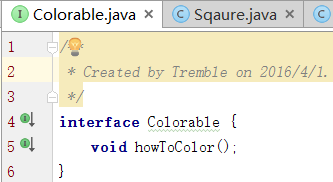 Colorable.java × Sqaure.java ×
1 /**
2 * Created by Tremble on 2016/4/1.
3 */
4 interface Colorable {
5 void howToColor();
6 }